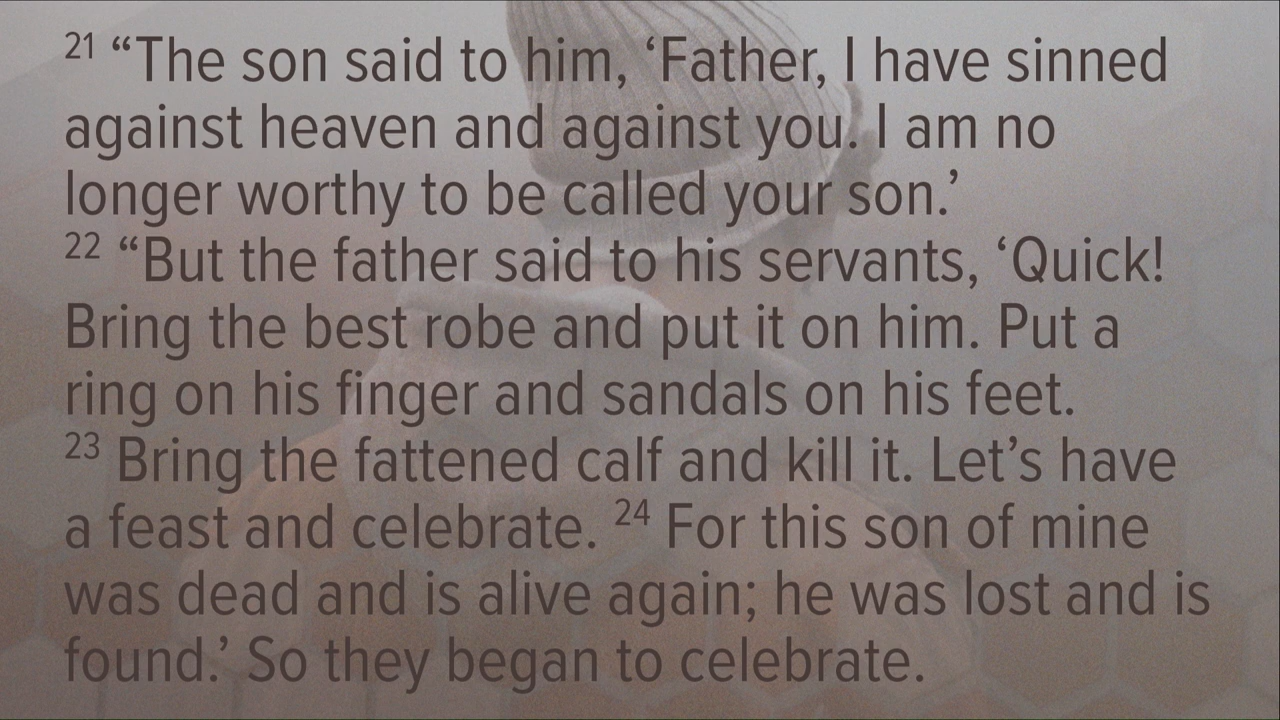 21 “The son said to him, ‘Father, I have sinned
against heaven and against you. I am no
longer worthy to be called your son.’
22 “But the father said to his servants, ‘Quick!
Bring the best robe and put it on him. Put a
ring on his finger and sandals on his feet.
23 Bring the fattened calf and kill it. Let’s have
a feast and celebrate. 24 For this son of mine
was dead and is alive again; he was lost and is
found.’ So they began to celebrate.